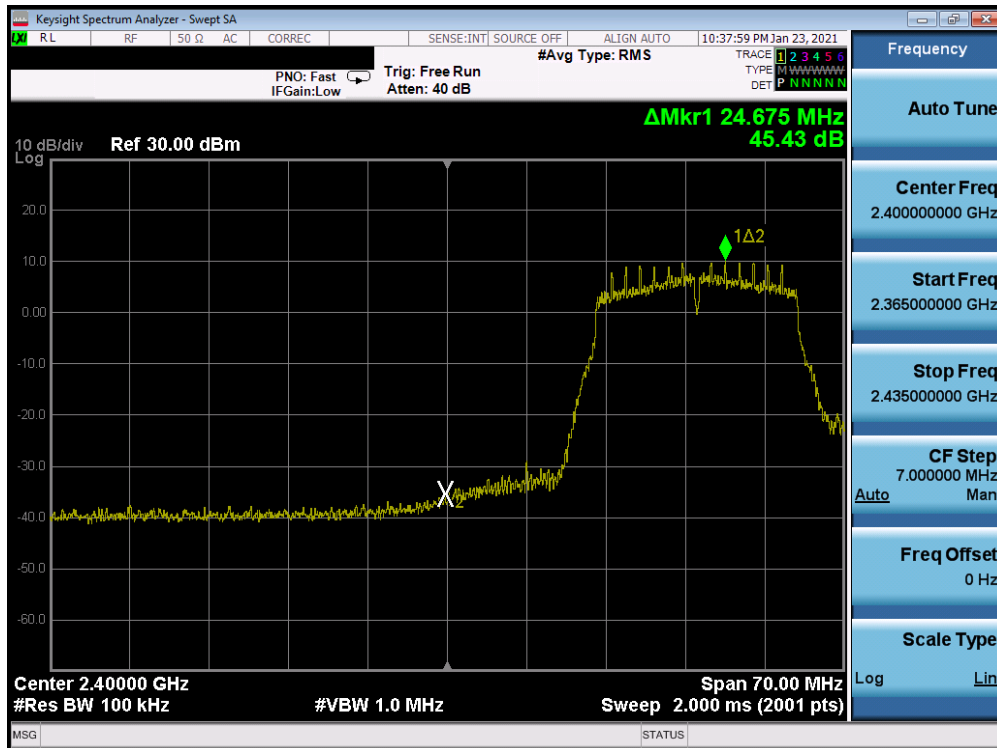 Keysight Spectrum Analyzer - Swept SA
LXI RL RF 50 Ω AC CORREC SENSE:INT SOURCE OFF ALIGN AUTO 10:37:59 PM Jan 23, 2021
#Avg Type: RMS
TRACE 1 2 3 4 5 6
PNO: Fast Trig: Free Run
TYPE M W W W W W
IFGain:Low Atten: 40 dB
DET P N N N N N
Frequency
ΔMkr1 24.675 MHz
45.43 dB
10 dB/div Ref 30.00 dBm
Log
20.0
10.0
0.00
-10.0
-20.0
-30.0
-40.0
-50.0
-60.0
1Δ2
2
Center 2.40000 GHz Span 70.00 MHz
#Res BW 100 kHz #VBW 1.0 MHz Sweep 2.000 ms (2001 pts)
Auto Tune
Center Freq
2.400000000 GHz
Start Freq
2.365000000 GHz
Stop Freq
2.435000000 GHz
CF Step
7.000000 MHz
Auto Man
Freq Offset
0 Hz
Scale Type
Log Lin
MSG STATUS